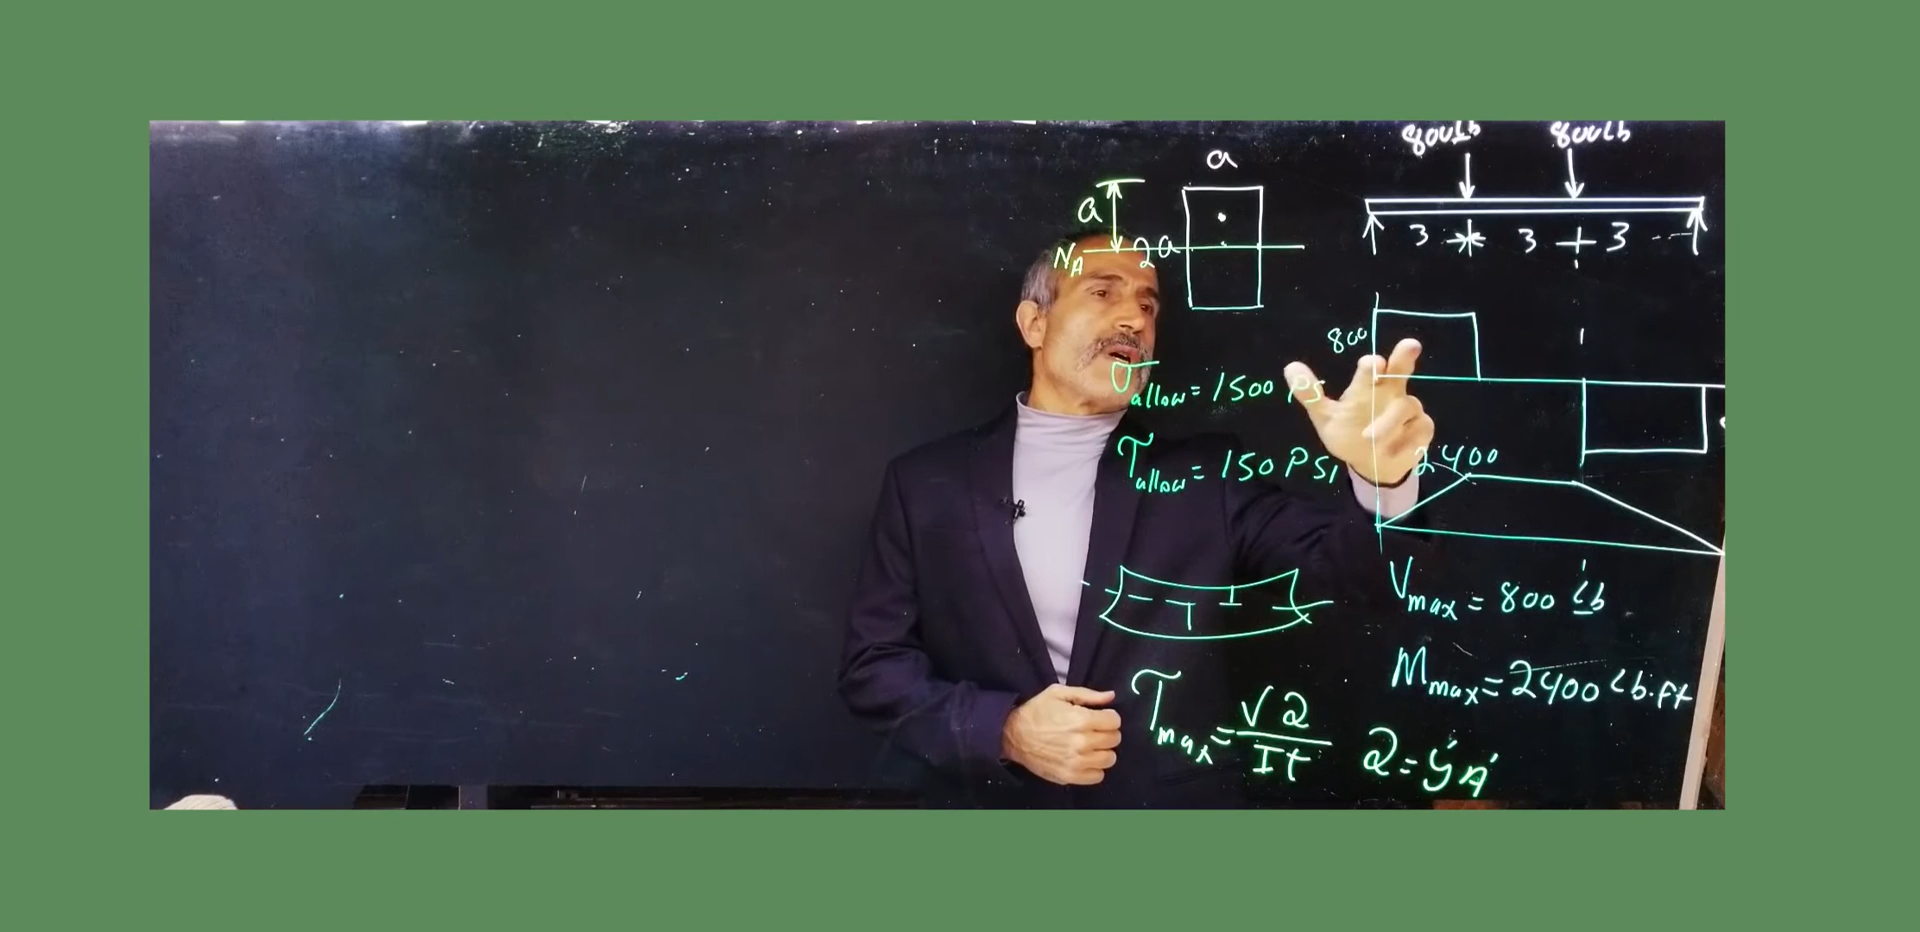 800Lb 800Lb
a
a
NA 2a
3 3 3
800
σallow = 1500 PSi
τallow = 150 PSi
2400
Vmax = 800 Lb
Mmax = 2400 Lb.ft
τmax = VQ / It Q = ȳ'A'